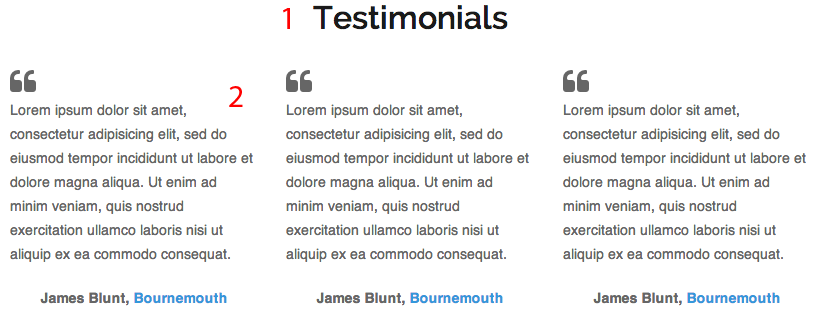 1 Testimonials
2
“
Lorem ipsum dolor sit amet,
consectetur adipisicing elit, sed do
eiusmod tempor incididunt ut labore et
dolore magna aliqua. Ut enim ad
minim veniam, quis nostrud
exercitation ullamco laboris nisi ut
aliquip ex ea commodo consequat.
James Blunt, Bournemouth
“
Lorem ipsum dolor sit amet,
consectetur adipisicing elit, sed do
eiusmod tempor incididunt ut labore et
dolore magna aliqua. Ut enim ad
minim veniam, quis nostrud
exercitation ullamco laboris nisi ut
aliquip ex ea commodo consequat.
James Blunt, Bournemouth
“
Lorem ipsum dolor sit amet,
consectetur adipisicing elit, sed do
eiusmod tempor incididunt ut labore et
dolore magna aliqua. Ut enim ad
minim veniam, quis nostrud
exercitation ullamco laboris nisi ut
aliquip ex ea commodo consequat.
James Blunt, Bournemouth